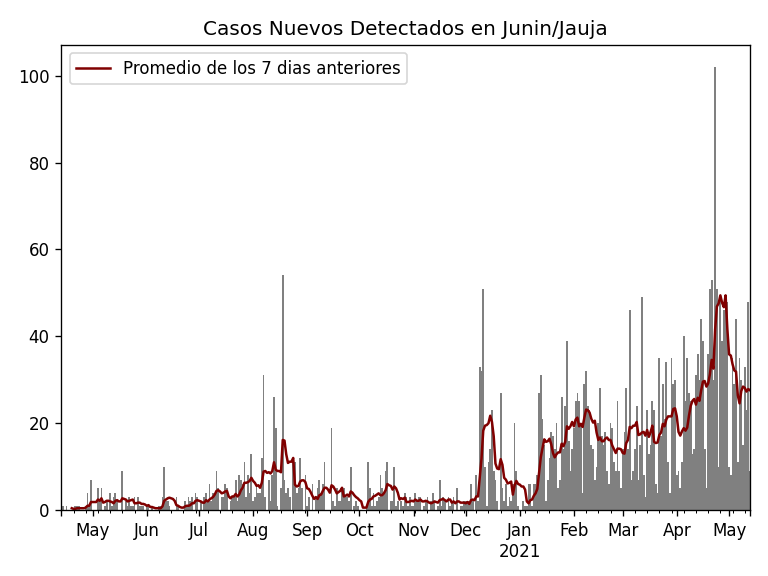 Casos Nuevos Detectados en Junin/Jauja
Promedio de los 7 dias anteriores
100
80
60
40
20
0
May Jun Jul Aug Sep Oct Nov Dec Jan Feb Mar Apr May
2021